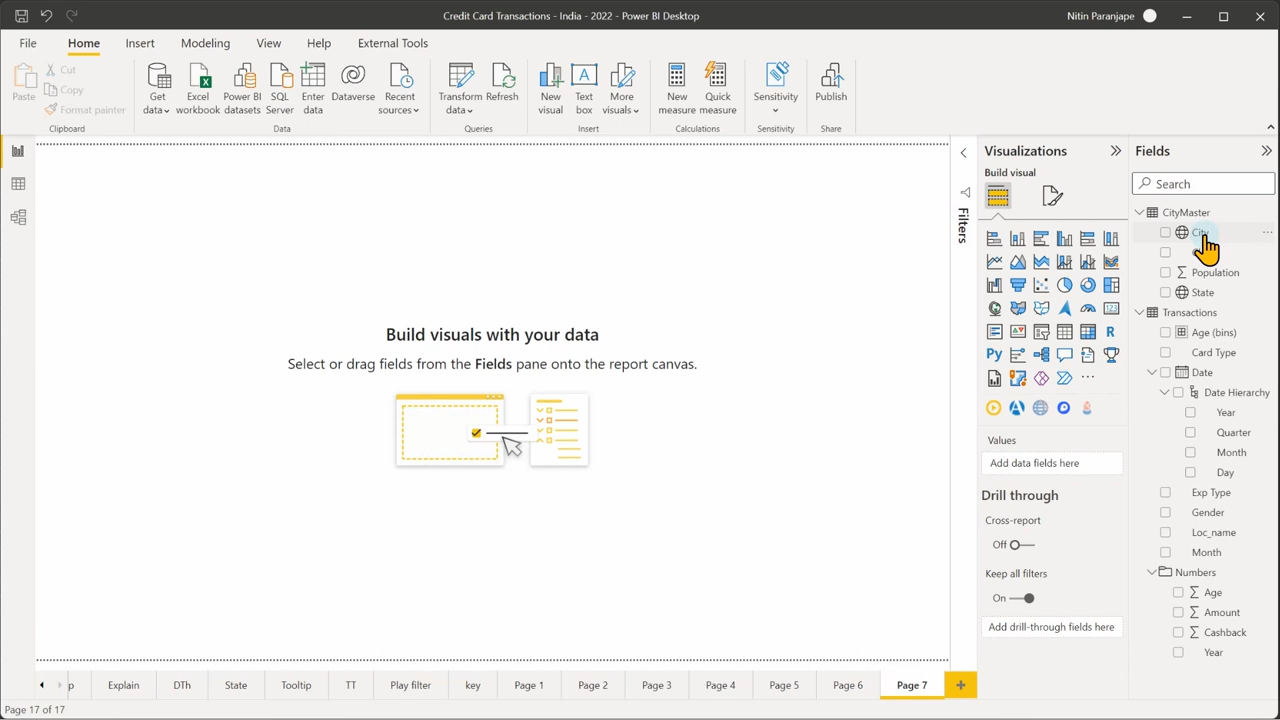 Credit Card Transactions - India - 2022 - Power BI Desktop
Nitin Paranjape
File
Home
Insert
Modeling
View
Help
External Tools
Paste
Cut
Copy
Format painter
Clipboard
Get data
Excel workbook
Power BI datasets
SQL Server
Enter data
Dataverse
Recent sources
Data
Transform data
Refresh
Queries
New visual
Text box
More visuals
Insert
New measure
Quick measure
Calculations
Sensitivity
Sensitivity
Publish
Share
Filters
Build visuals with your data
Select or drag fields from the Fields pane onto the report canvas.
Visualizations
Build visual
R
Py
123
Values
Add data fields here
Drill through
Cross-report
Off
Keep all filters
On
Add drill-through fields here
Fields
Search
CityMaster
City
Population
State
Transactions
Age (bins)
Card Type
Date
Date Hierarchy
Year
Quarter
Month
Day
Exp Type
Gender
Loc_name
Month
Numbers
Age
Amount
Cashback
Year
p
Explain
DTh
State
Tooltip
TT
Play filter
key
Page 1
Page 2
Page 3
Page 4
Page 5
Page 6
Page 7
Page 17 of 17